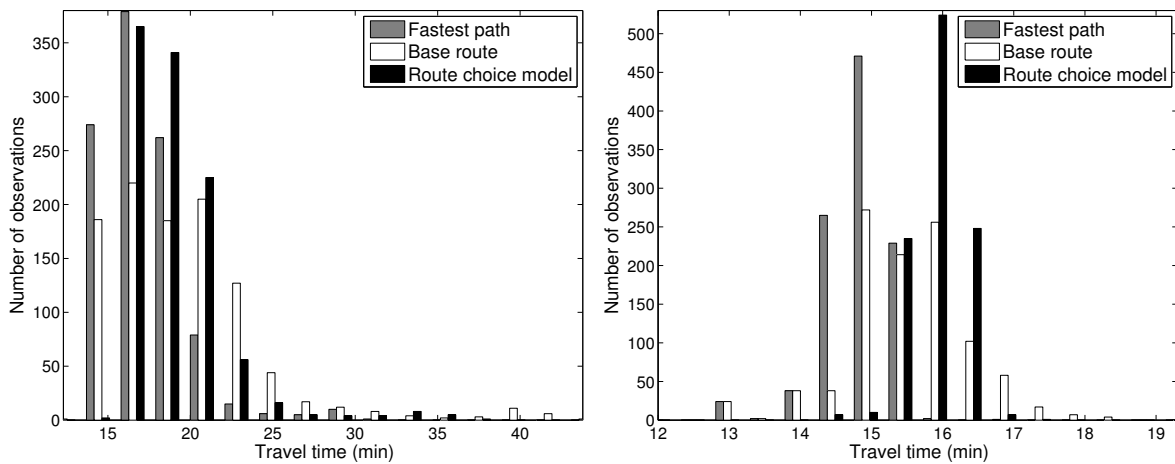 350
300
250
200
150
100
50
0
Number of observations
15 20 25 30 35 40
Travel time (min)
Fastest path
Base route
Route choice model
500
450
400
350
300
250
200
150
100
50
0
Number of observations
12 13 14 15 16 17 18 19
Travel time (min)
Fastest path
Base route
Route choice model